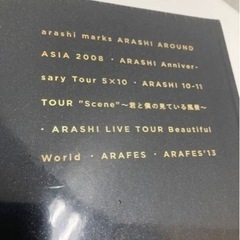 arashi marks ARASHI AROUND
ASIA 2008 · ARASHI Anniver-
sary Tour 5×10 · ARASHI 10-11
TOUR "Scene"〜君と僕の見ている風景〜
· ARASHI LIVE TOUR Beautiful
World · ARAFES · ARAFES'13